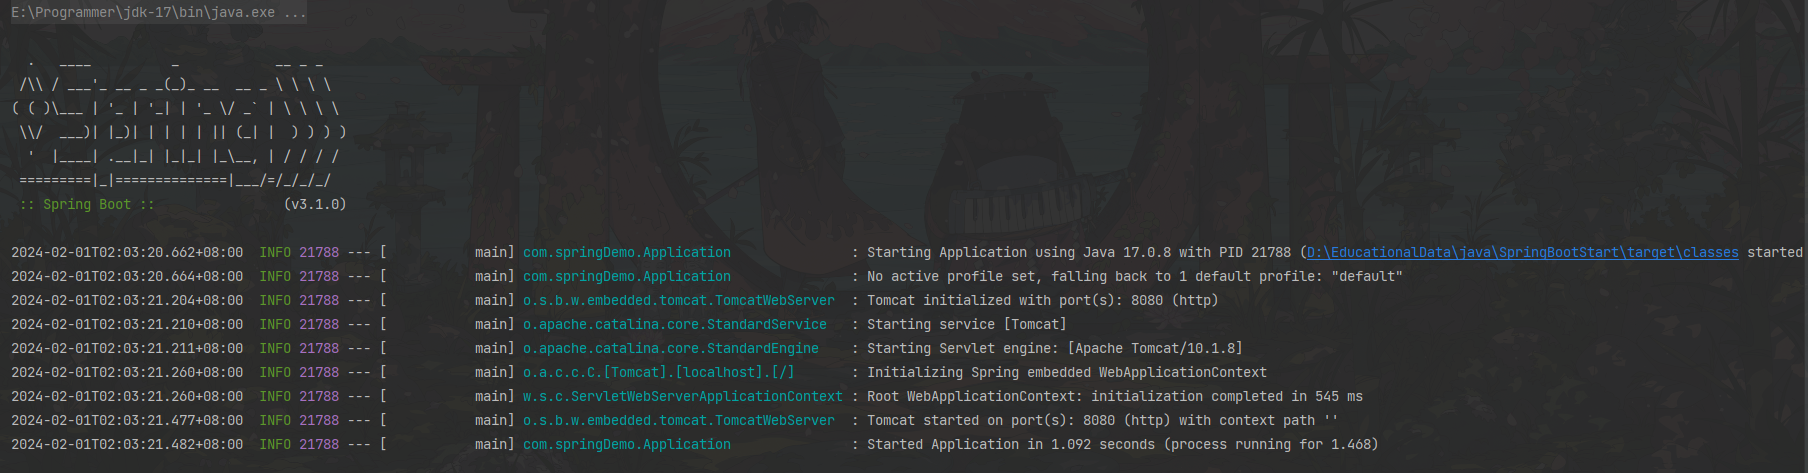 E:\Programmer\jdk-17\bin\java.exe ...
  .   ____          _            __ _ _
 /\\ / ___'_ __ _ _(_)_ __  __ _ \ \ \ \
( ( )\___ | '_ | '_| | '_ \/ _` | \ \ \ \
 \\/  ___)| |_)| | | | | || (_| |  ) ) ) )
  '  |____| .__|_| |_|_| |_\__, | / / / /
 =========|_|==============|___/=/_/_/_/
 :: Spring Boot ::                (v3.1.0)
2024-02-01T02:03:20.662+08:00  INFO 21788 --- [           main] com.springDemo.Application               : Starting Application using Java 17.0.8 with PID 21788 (D:\EducationalData\java\SpringBootStart\target\classes started
2024-02-01T02:03:20.664+08:00  INFO 21788 --- [           main] com.springDemo.Application               : No active profile set, falling back to 1 default profile: "default"
2024-02-01T02:03:21.204+08:00  INFO 21788 --- [           main] o.s.b.w.embedded.tomcat.TomcatWebServer  : Tomcat initialized with port(s): 8080 (http)
2024-02-01T02:03:21.210+08:00  INFO 21788 --- [           main] o.apache.catalina.core.StandardService   : Starting service [Tomcat]
2024-02-01T02:03:21.211+08:00  INFO 21788 --- [           main] o.apache.catalina.core.StandardEngine    : Starting Servlet engine: [Apache Tomcat/10.1.8]
2024-02-01T02:03:21.260+08:00  INFO 21788 --- [           main] o.a.c.c.C.[Tomcat].[localhost].[/]       : Initializing Spring embedded WebApplicationContext
2024-02-01T02:03:21.260+08:00  INFO 21788 --- [           main] w.s.c.ServletWebServerApplicationContext : Root WebApplicationContext: initialization completed in 545 ms
2024-02-01T02:03:21.477+08:00  INFO 21788 --- [           main] o.s.b.w.embedded.tomcat.TomcatWebServer  : Tomcat started on port(s): 8080 (http) with context path ''
2024-02-01T02:03:21.482+08:00  INFO 21788 --- [           main] com.springDemo.Application               : Started Application in 1.092 seconds (process running for 1.468)